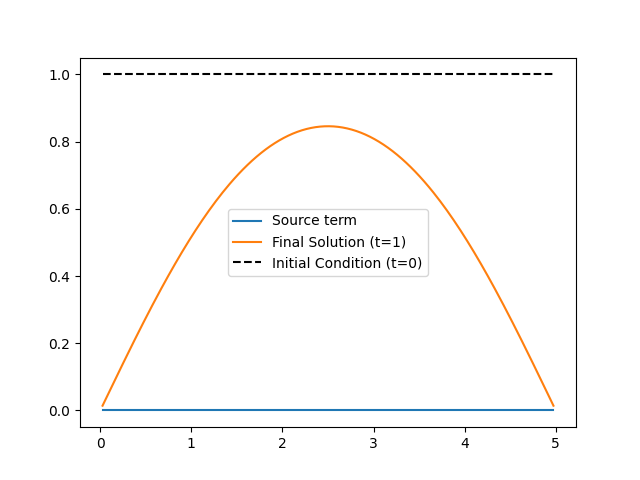 1.0
0.8
0.6
0.4
0.2
0.0
Source term
Final Solution (t=1)
Initial Condition (t=0)
0 1 2 3 4 5